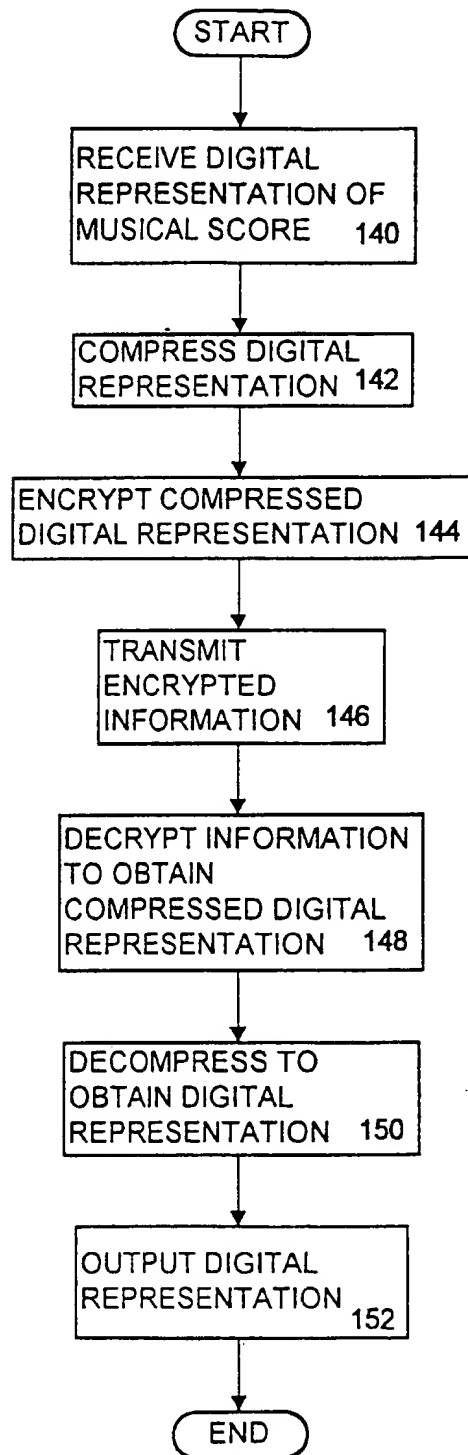 START
RECEIVE DIGITAL
REPRESENTATION OF
MUSICAL SCORE 140
COMPRESS DIGITAL
REPRESENTATION 142
ENCRYPT COMPRESSED
DIGITAL REPRESENTATION 144
TRANSMIT
ENCRYPTED
INFORMATION 146
DECRYPT INFORMATION
TO OBTAIN
COMPRESSED DIGITAL
REPRESENTATION 148
DECOMPRESS TO
OBTAIN DIGITAL
REPRESENTATION 150
OUTPUT DIGITAL
REPRESENTATION
152
END